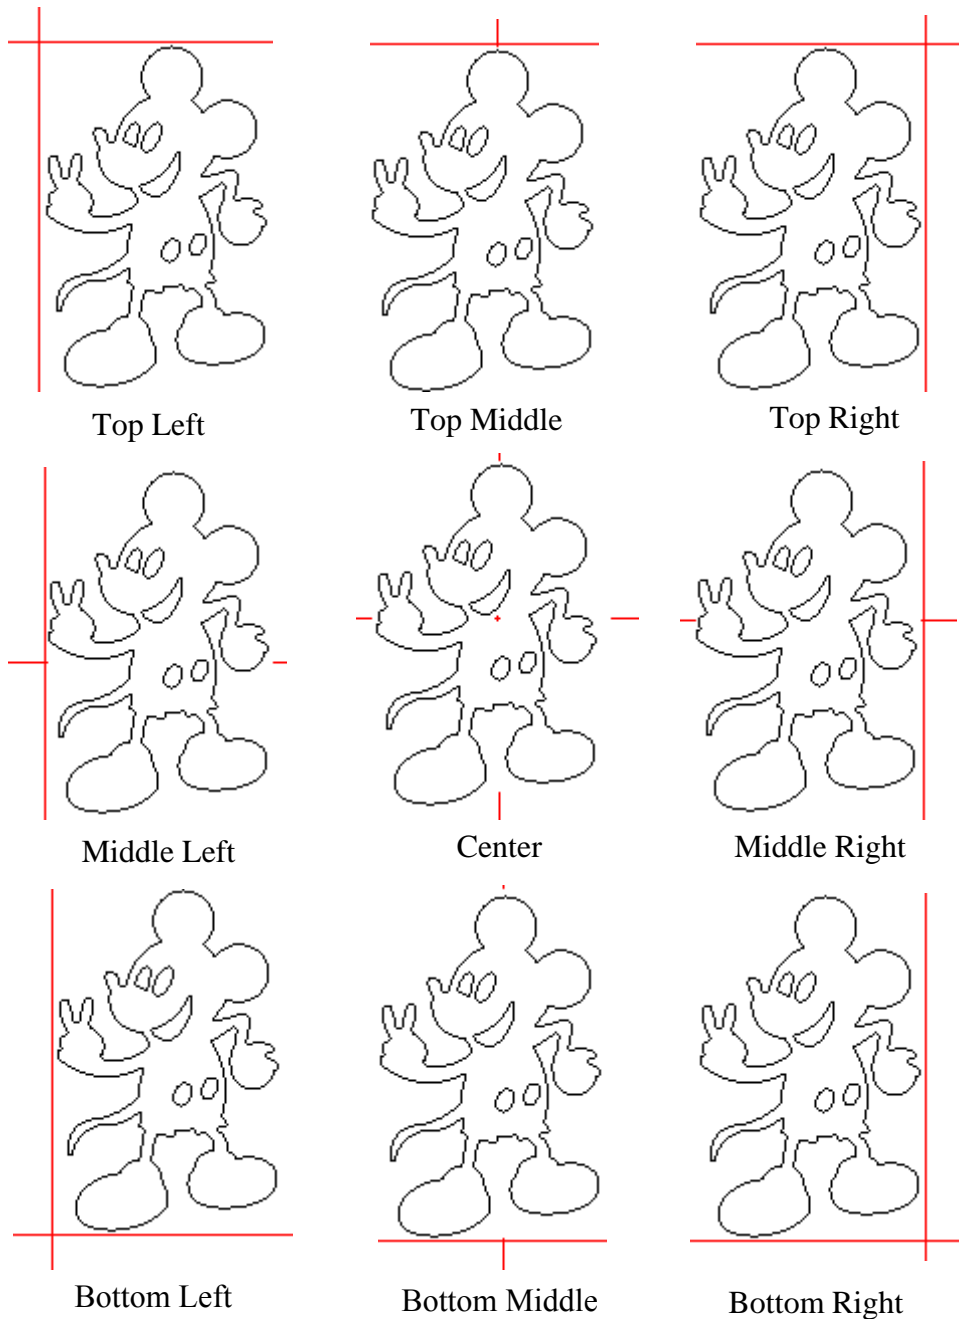 Top Left
Top Middle
Top Right
Middle Left
Center
Middle Right
Bottom Left
Bottom Middle
Bottom Right